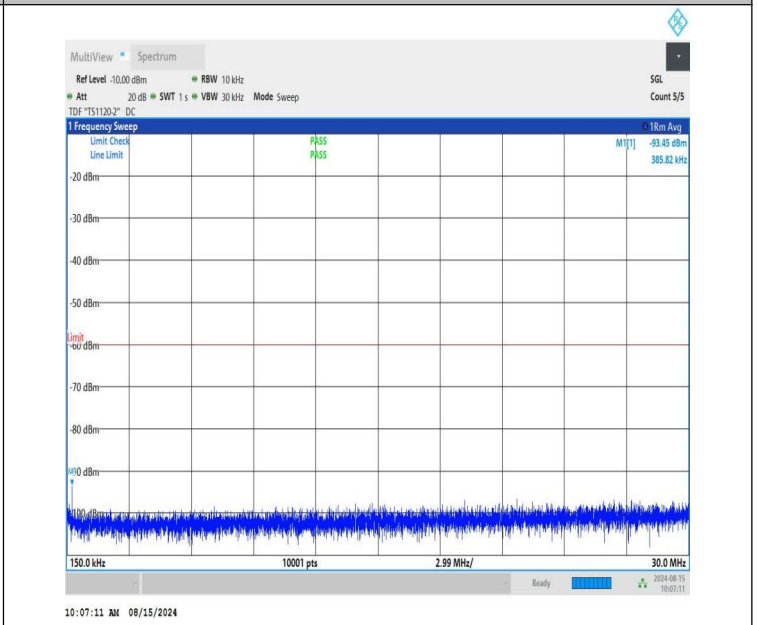 R S
MultiView Spectrum
Ref Level -10.00 dBm RBW 10 kHz SGL
Att 20 dB SWT 1 s VBW 30 kHz Mode Sweep Count 5/5
TDF "TS1120-2" DC
1 Frequency Sweep 1Rm Avg
Limit Check PASS M1[1] -93.45 dBm
Line Limit PASS 385.82 kHz
-20 dBm
-30 dBm
-40 dBm
-50 dBm
Limit
-60 dBm
-70 dBm
-80 dBm
-90 dBm
-100 dBm
150.0 kHz 10001 pts 2.99 MHz/ 30.0 MHz
Ready 2024-08-15
10:07:11
10:07:11 AM 08/15/2024